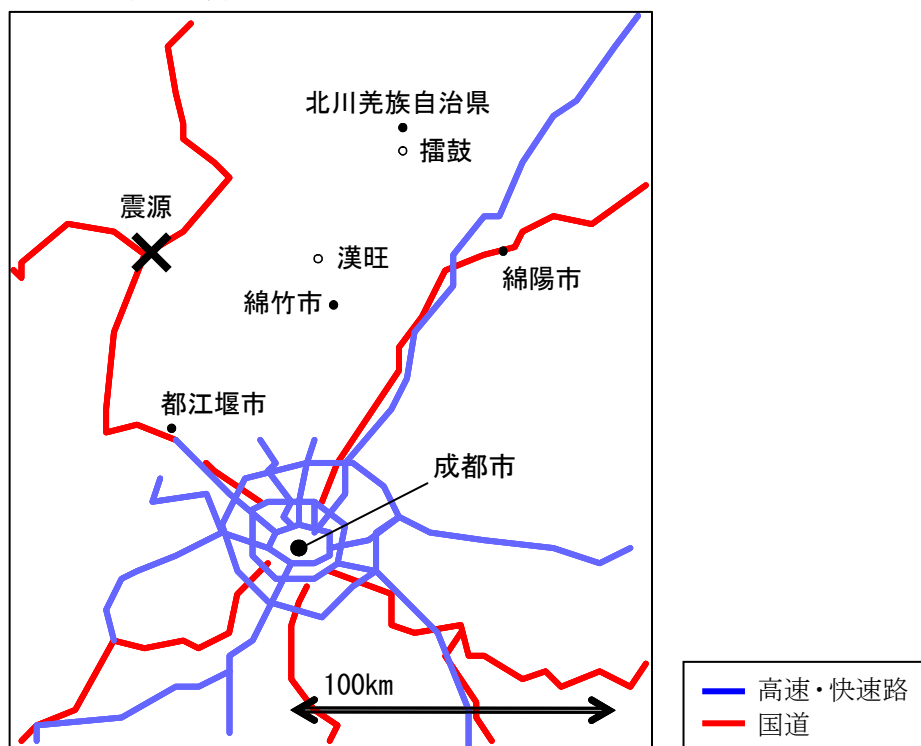 北川羌族自治県
擂鼓
震源
漢旺
綿陽市
綿竹市
都江堰市
成都市
100km
高速・快速路
国道